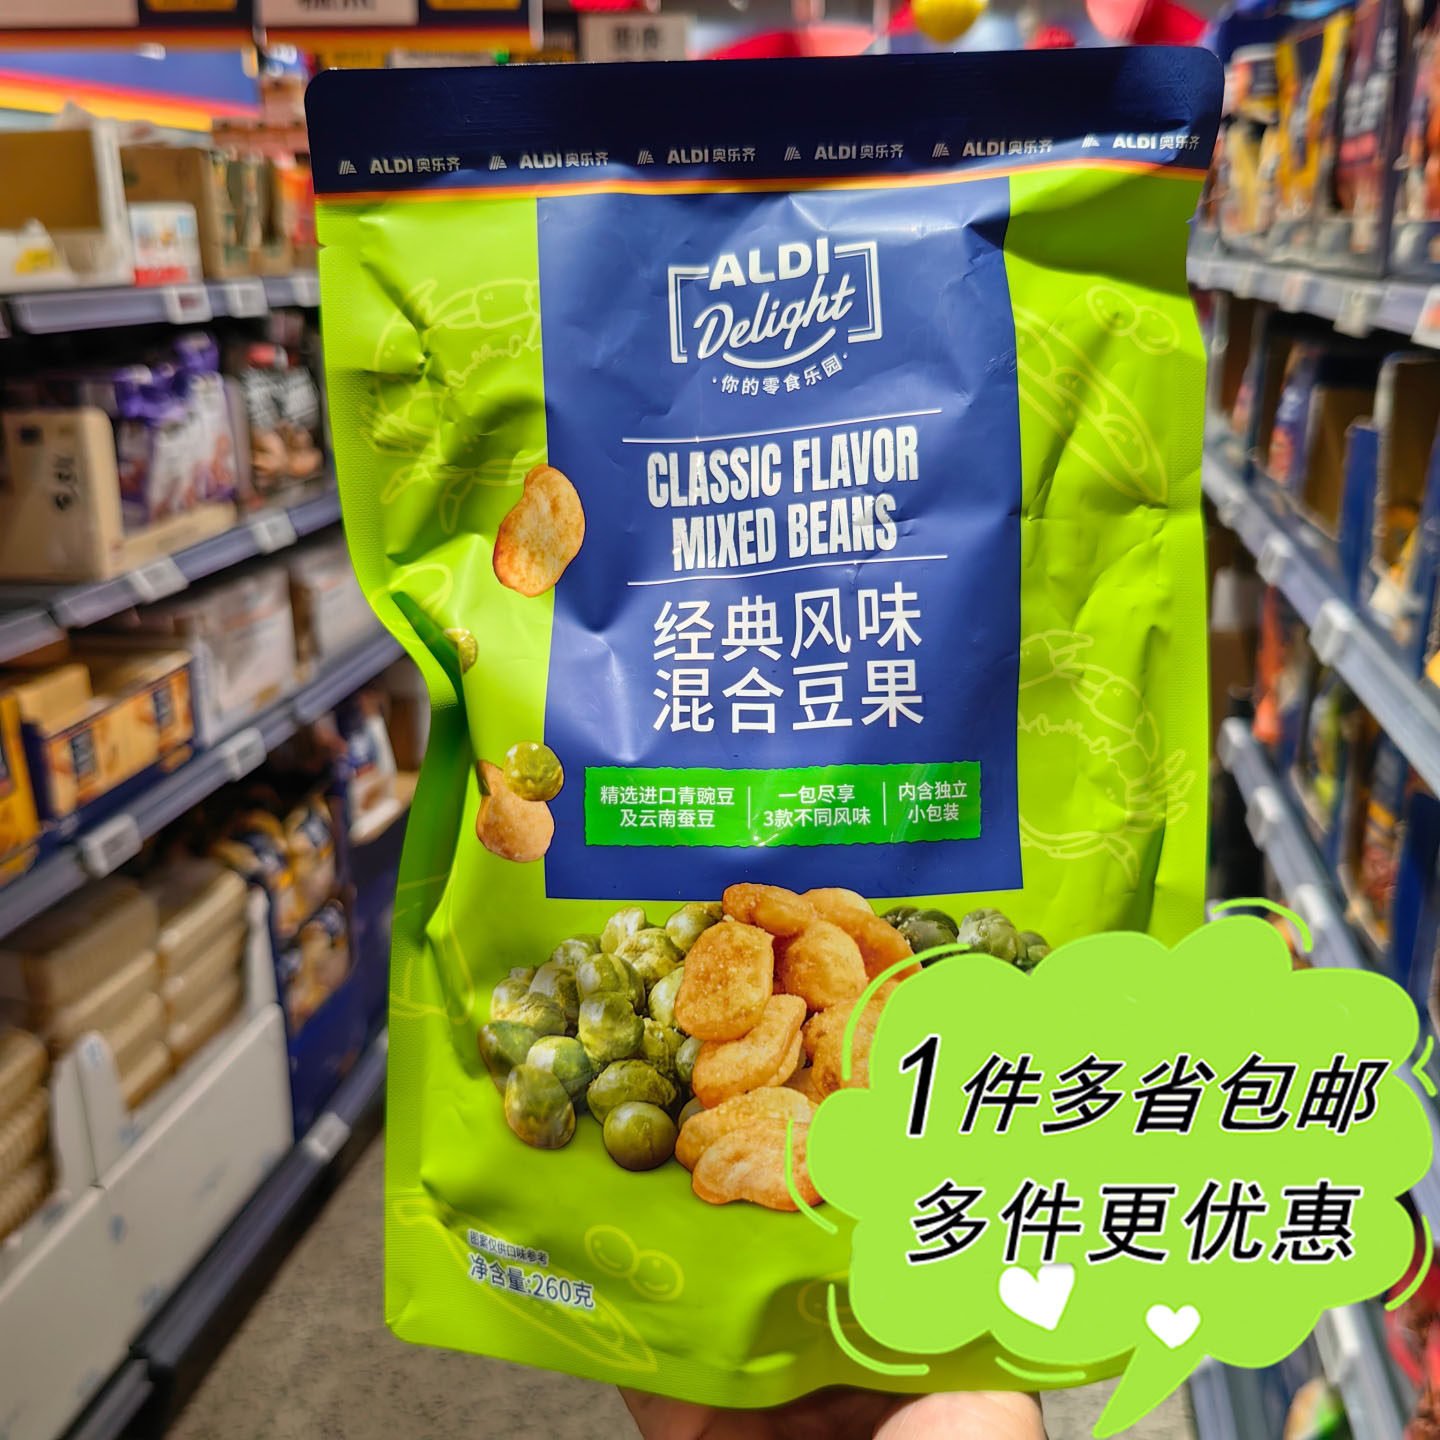 ALDI奥乐齐 ALDI奥乐齐 ALDI奥乐齐 ALDI奥乐齐 ALDI奥乐齐 ALDI奥乐齐
ALDI
Delight
·你的零食乐园·
CLASSIC FLAVOR
MIXED BEANS
经典风味
混合豆果
精选进口青豌豆
及云南蚕豆
一包尽享
3款不同风味
内含独立
小包装
1件多省包邮
多件更优惠
图案仅供口味参考
净含量:260克